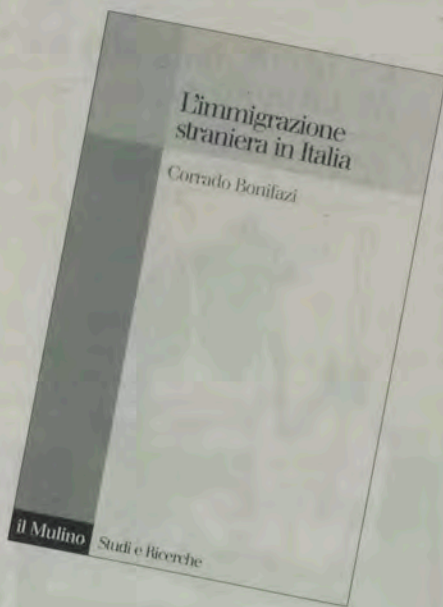 L'immigrazione
straniera in Italia
Corrado Bonifazi
il Mulino
Studi e Ricerche